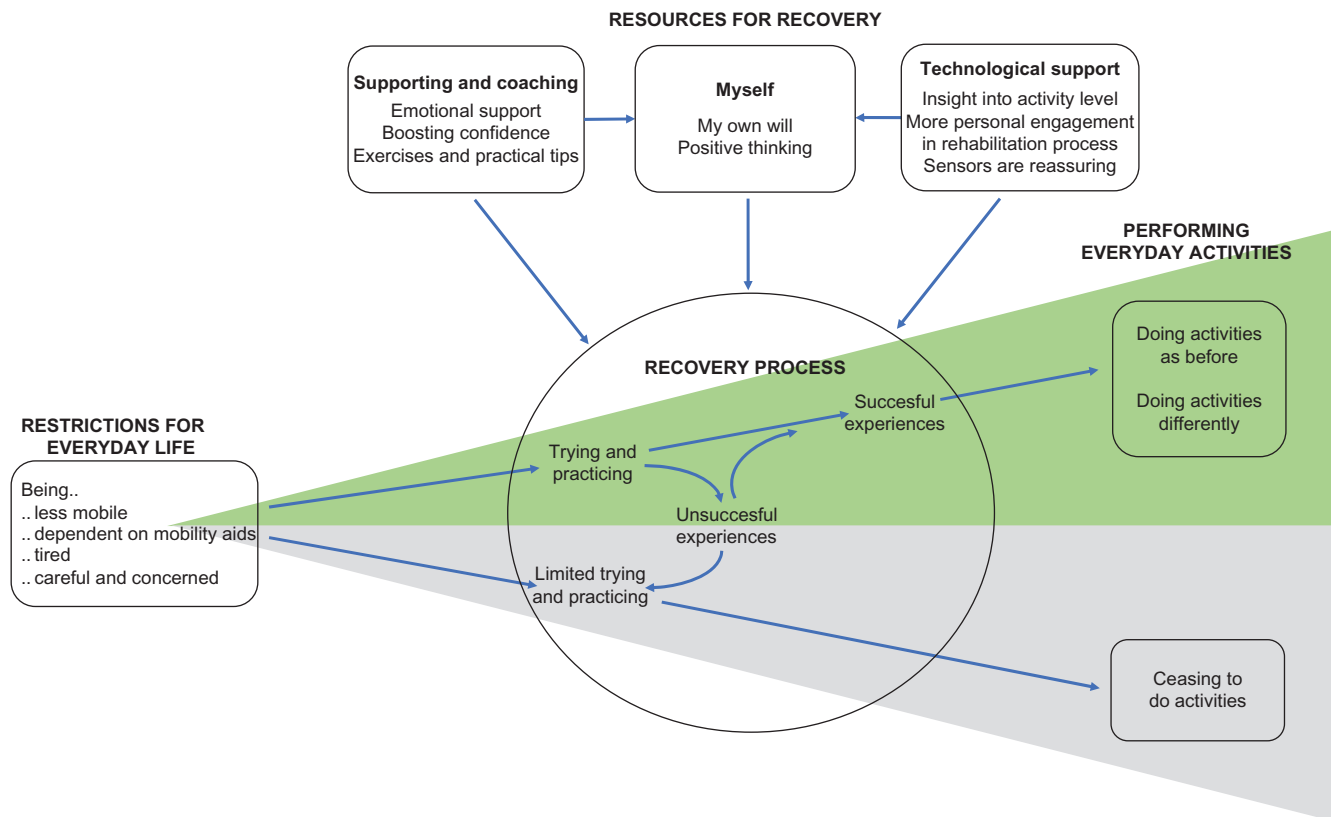 RESOURCES FOR RECOVERY
Supporting and coaching
Emotional support
Boosting confidence
Exercises and practical tips
Myself
My own will
Positive thinking
Technological support
Insight into activity level
More personal engagement
in rehabilitation process
Sensors are reassuring
PERFORMING
EVERYDAY ACTIVITIES
Doing activities
as before
Doing activities
differently
RECOVERY PROCESS
Succesful
experiences
Trying and
practicing
Unsuccesful
experiences
Limited trying
and practicing
RESTRICTIONS FOR
EVERYDAY LIFE
Being..
.. less mobile
.. dependent on mobility aids
.. tired
.. careful and concerned
Ceasing to
do activities